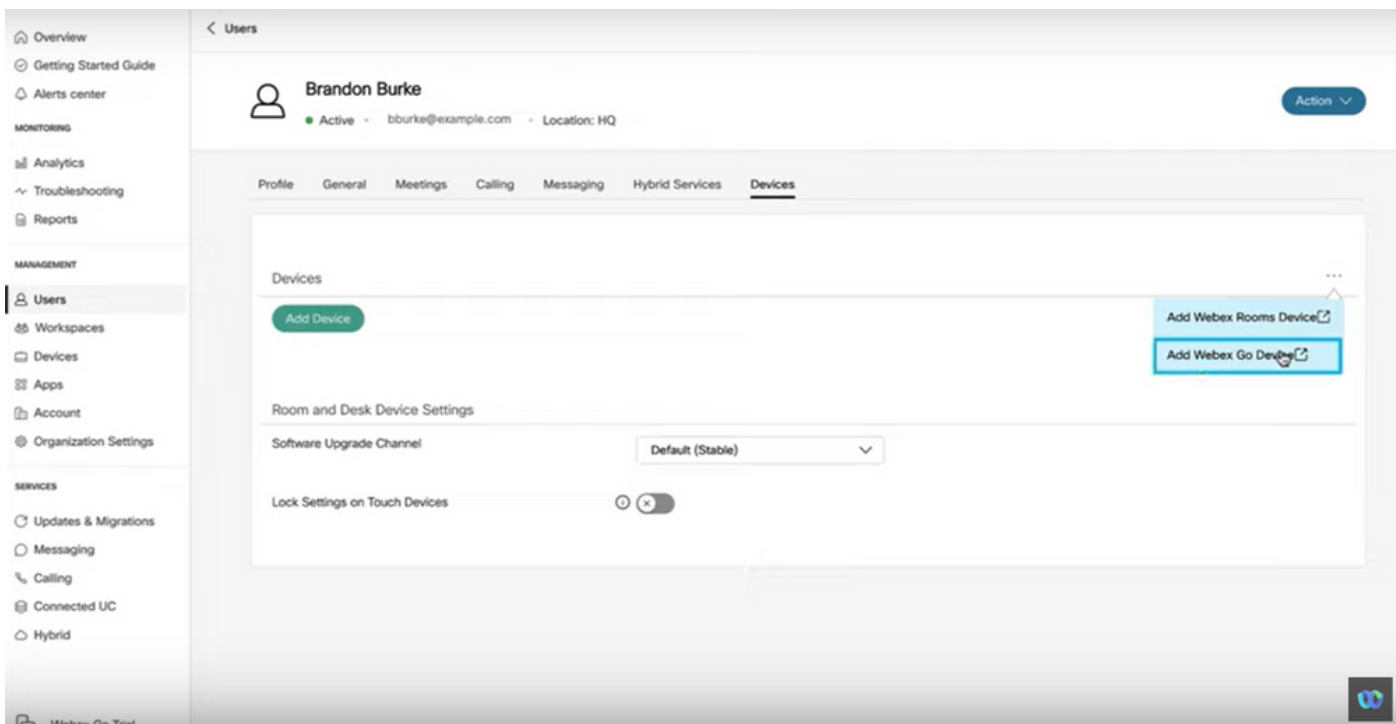 Overview
Getting Started Guide
Alerts center
MONITORING
Analytics
Troubleshooting
Reports
MANAGEMENT
Users
Workspaces
Devices
Apps
Account
Organization Settings
SERVICES
Updates & Migrations
Messaging
Calling
Connected UC
Hybrid
Webex Go Trial
Users
Brandon Burke
Active bburke@example.com Location: HQ
Action
Profile General Meetings Calling Messaging Hybrid Services Devices
Devices
Add Device
Add Webex Rooms Device
Add Webex Go Device
Room and Desk Device Settings
Software Upgrade Channel Default (Stable)
Lock Settings on Touch Devices